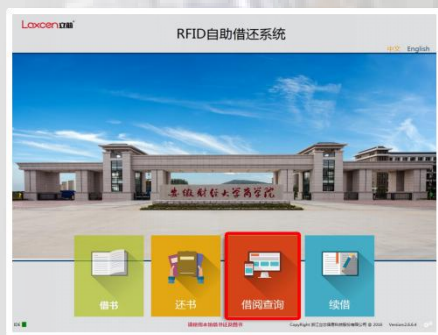 Laxcen立芯
RFID自助借还系统
中文 English
安徽财经大学商学院
借书
还书
借阅查询
续借